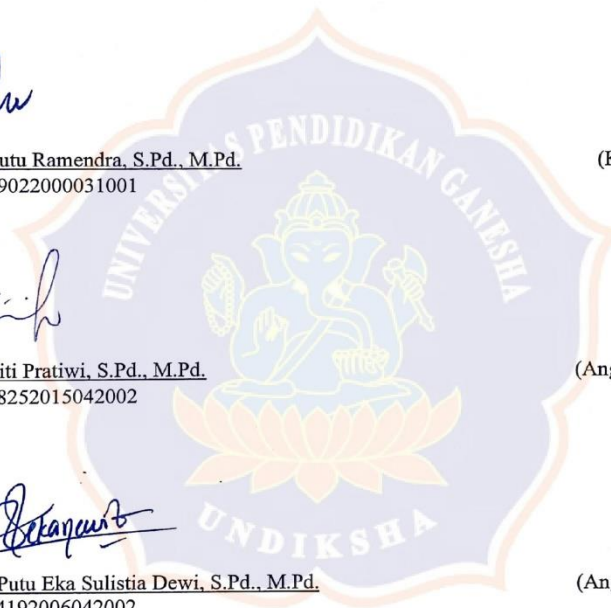 utu Ramendra, S.Pd., M.Pd.
(K
9022000031001
UNIVERSITAS PENDIDIKAN GANESHA
iti Pratiwi, S.Pd., M.Pd.
(Ang
8252015042002
UNDIKSHA
Putu Eka Sulistia Dewi, S.Pd., M.Pd.
(An
4192006042002